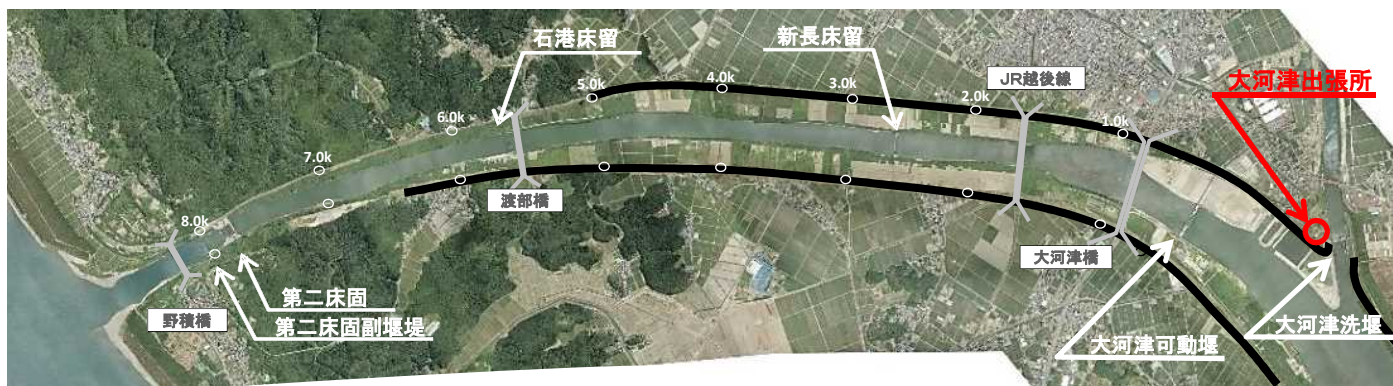 石港床留
新長床留
JR越後線
大河津出張所
5.0k
4.0k
3.0k
2.0k
1.0k
6.0k
7.0k
8.0k
渡部橋
大河津橋
野積橋
第二床固
第二床固副堰堤
大河津可動堰
大河津洗堰